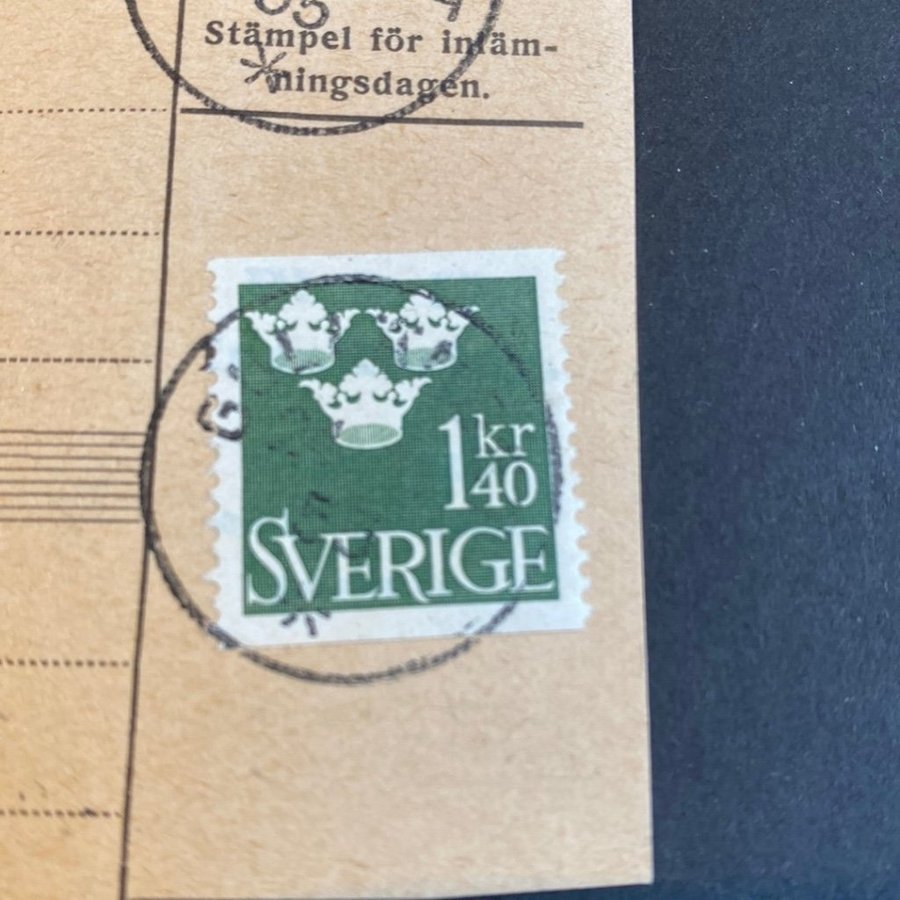 Stämpel för inläm-
ningsdagen.
1 kr
40
SVERIGE